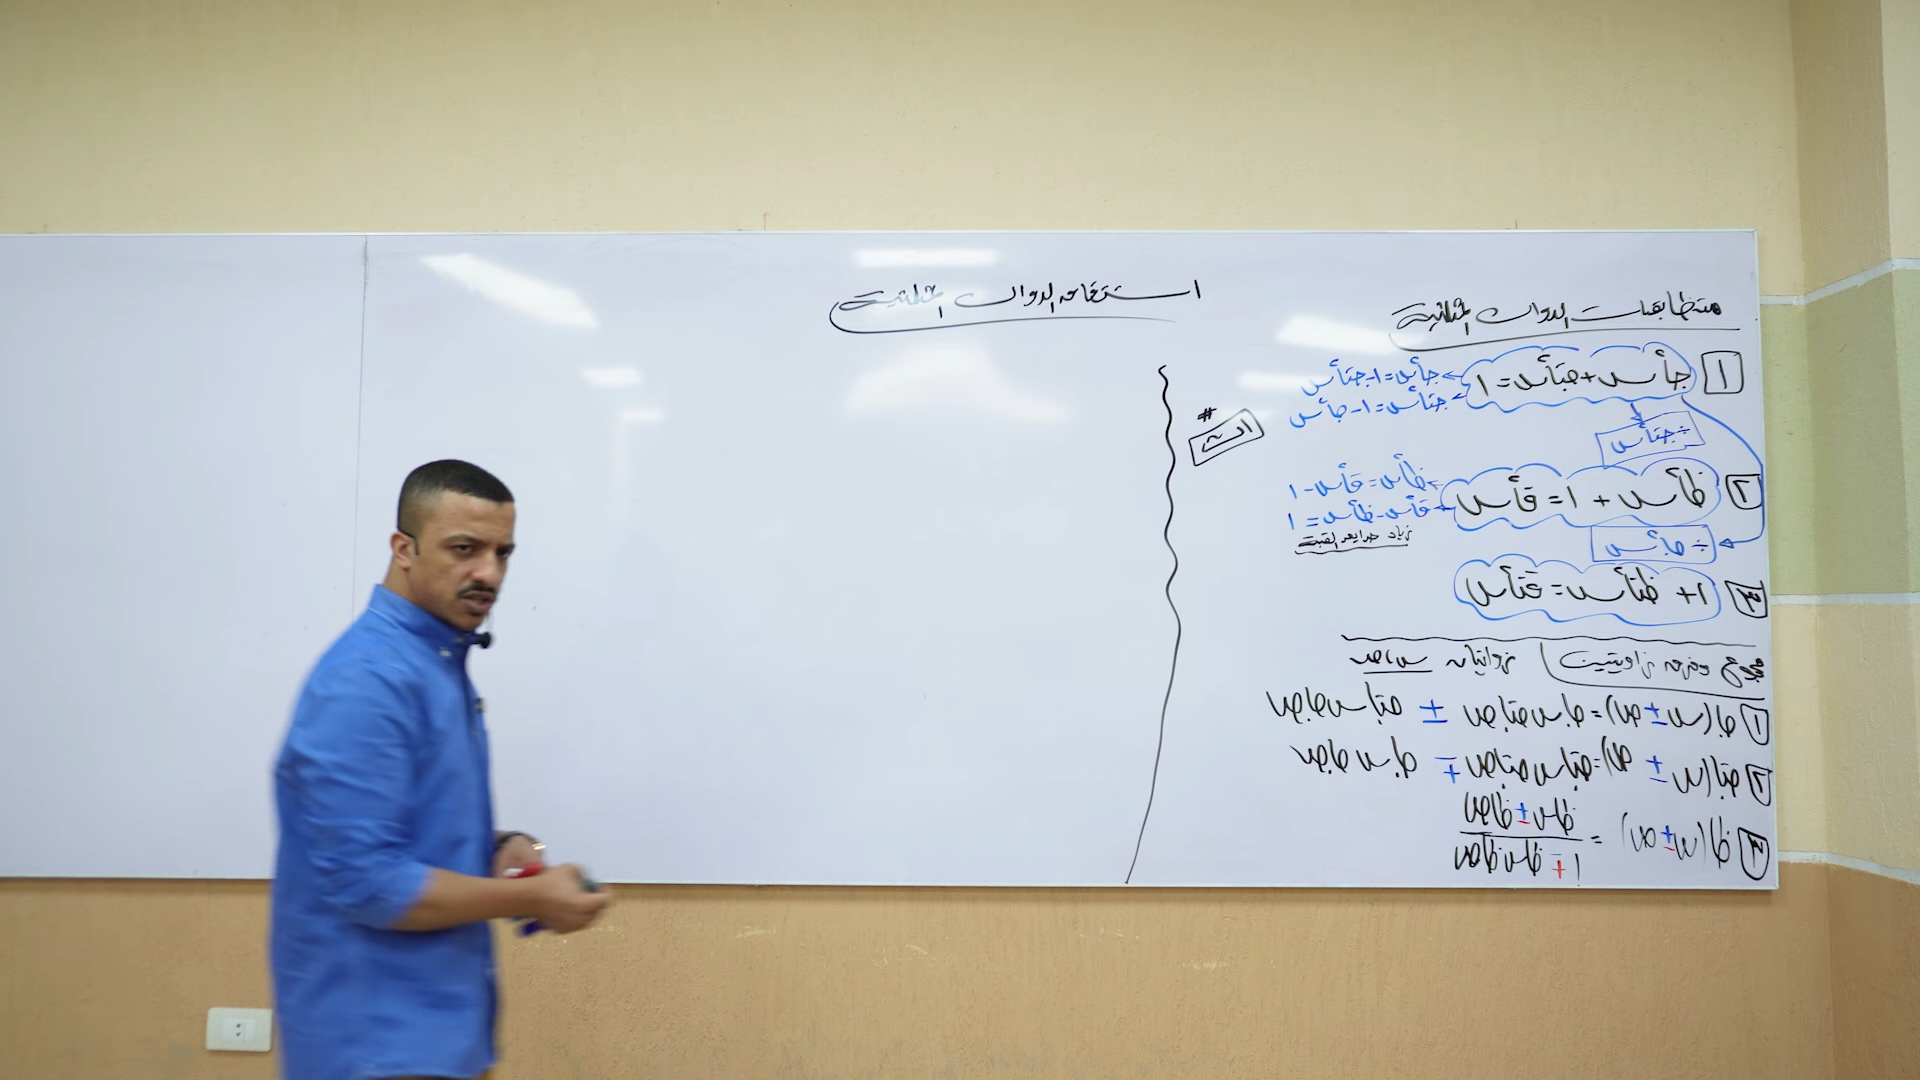 اشتقاق الدوال المثلثية
متطابقات الدوال المثلثية
١ جا²س + جتا²س = ١
جا²س = ١ - جتا²س
جتا²س = ١ - جا²س
÷ جتا²س
#
٢ ظا²س + ١ = قا²س
ظا²س = قا²س - ١
قا²س - ظا²س = ١
÷ جا²س
٣ ١ + ظتا²س = قتا²س
مجموع وفرق زاويتين زاويتان س ، ص
١ جا(س ± ص) = جاس جتاص ± جتاس جاص
٢ جتا(س ± ص) = جتاس جتاص ∓ جاس جاص
٣ ظا(س ± ص) = ظاس ± ظاص
١ ∓ ظاس ظاص